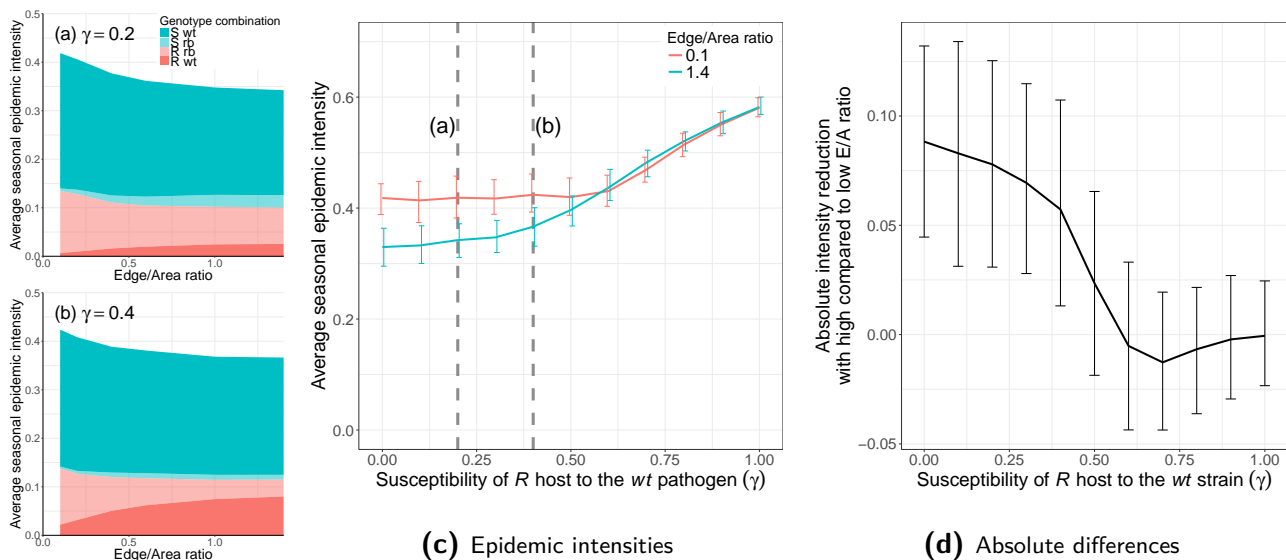 (a) γ = 0.2
Genotype combination
S wt
S rb
R rb
R wt
Average seasonal epidemic intensity
0.5
0.4
0.3
0.2
0.1
0.0
0.0
0.5
1.0
Edge/Area ratio
(b) γ = 0.4
Average seasonal epidemic intensity
0.5
0.4
0.3
0.2
0.1
0.0
0.0
0.5
1.0
Edge/Area ratio
Edge/Area ratio
0.1
1.4
(a)
(b)
Average seasonal epidemic intensity
0.6
0.4
0.2
0.0
0.00
0.25
0.50
0.75
1.00
Susceptibility of R host to the wt pathogen (γ)
(c) Epidemic intensities
Absolute intensity reduction
with high compared to low E/A ratio
0.10
0.05
0.00
−0.05
0.00
0.25
0.50
0.75
1.00
Susceptibility of R host to the wt strain (γ)
(d) Absolute differences